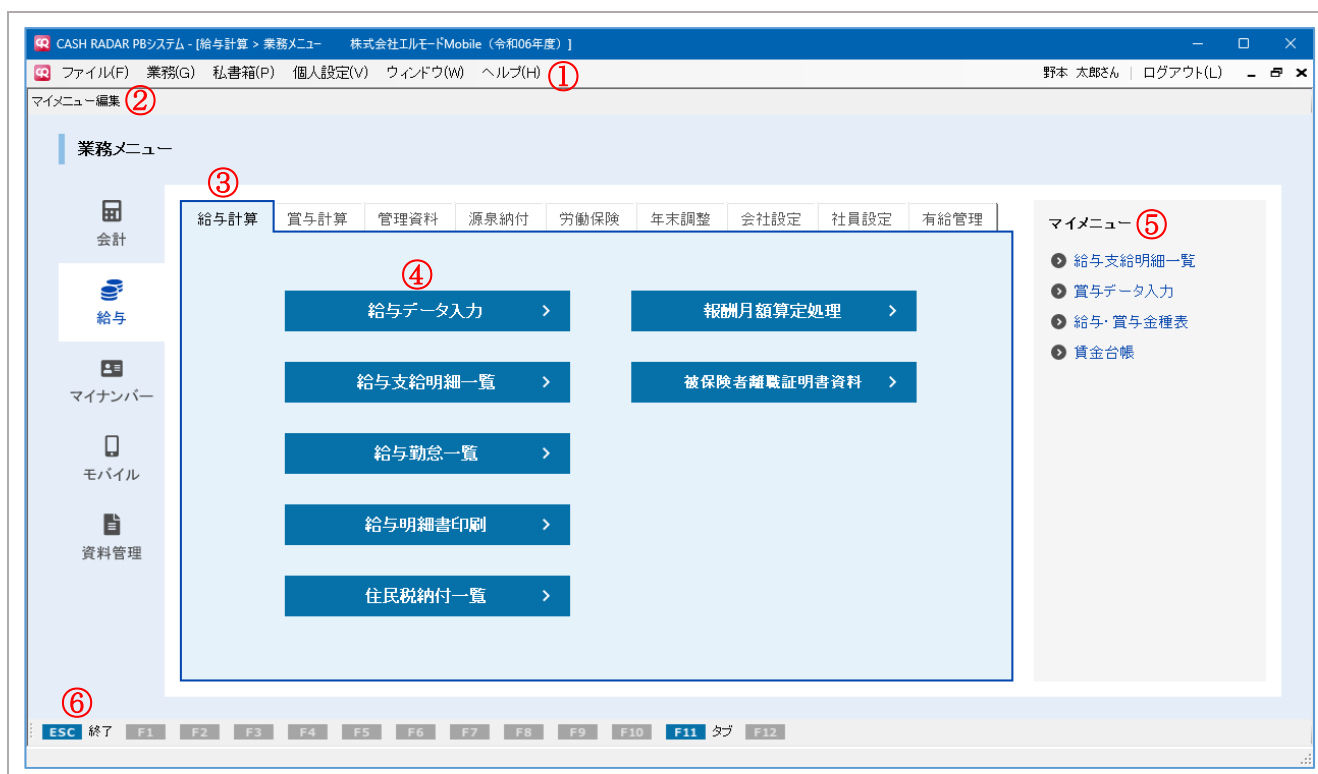 CASH RADAR PBシステム - [給与計算 > 業務メニュー 株式会社エルモードMobile（令和06年度）]
ファイル(F) 業務(G) 私書箱(P) 個人設定(V) ウィンドウ(W) ヘルプ(H) ① 野本 太郎さん | ログアウト(L)
マイメニュー編集 ②
業務メニュー
③
給与計算 賞与計算 管理資料 源泉納付 労働保険 年末調整 会社設定 社員設定 有給管理
会計
給与
マイナンバー
モバイル
資料管理
④
給与データ入力
給与支給明細一覧
給与勤怠一覧
給与明細書印刷
住民税納付一覧
報酬月額算定処理
被保険者離職証明書資料
マイメニュー ⑤
給与支給明細一覧
賞与データ入力
給与・賞与金種表
賃金台帳
⑥
ESC 終了 F1 F2 F3 F4 F5 F6 F7 F8 F9 F10 F11 タブ F12